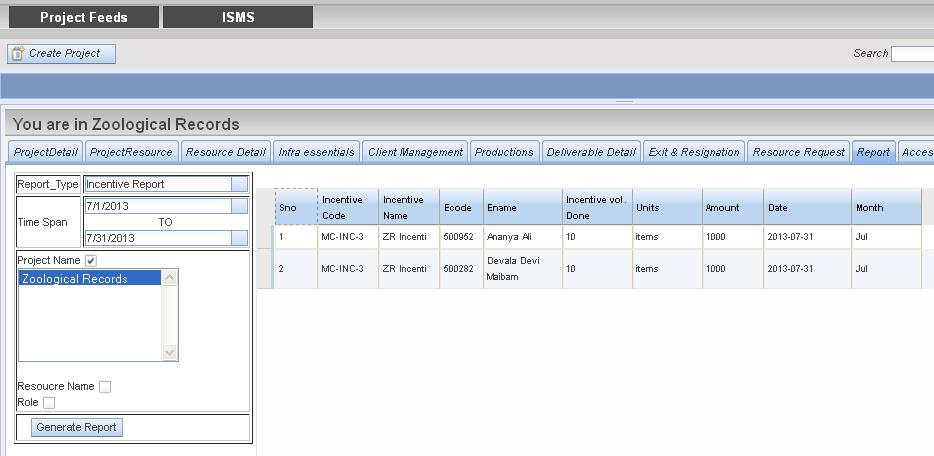 Project Feeds ISMS
Create Project Search
You are in Zoological Records
ProjectDetail ProjectResource Resource Detail Infra essentials Client Management Productions Deliverable Detail Exit & Resignation Resource Request Report Acces
Report_Type Incentive Report
Time Span 7/1/2013
TO
7/31/2013
Project Name
Zoological Records
Resoucre Name
Role
Generate Report
Sno Incentive Code Incentive Name Ecode Ename Incentive vol. Done Units Amount Date Month
1 MC-INC-3 ZR Incenti 500952 Ananya Ali 10 items 1000 2013-07-31 Jul
2 MC-INC-3 ZR Incenti 500282 Devala Devi Maibam 10 items 1000 2013-07-31 Jul